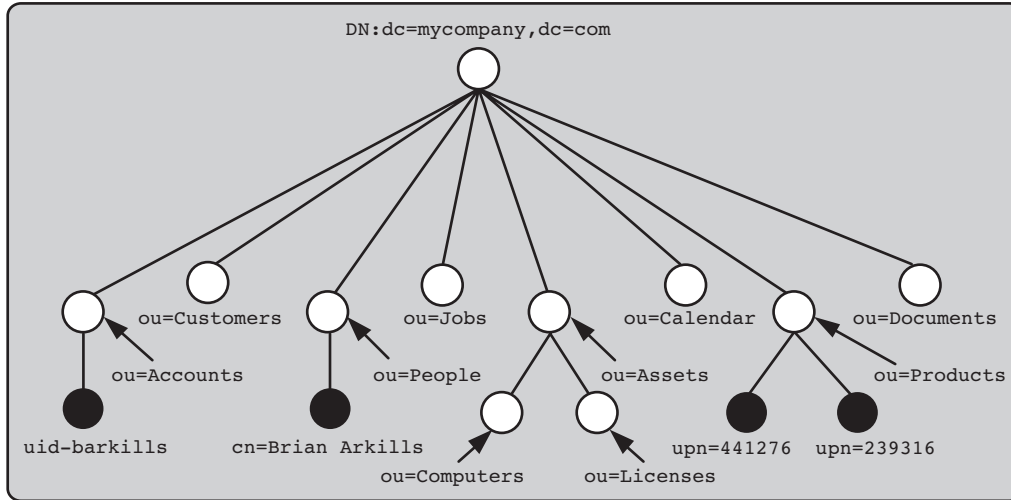 DN:dc=mycompany,dc=com
ou=Customers
ou=Jobs
ou=Calendar
ou=Documents
ou=Accounts
ou=People
ou=Assets
ou=Products
uid-barkills
cn=Brian Arkills
upn=441276
upn=239316
ou=Computers
ou=Licenses